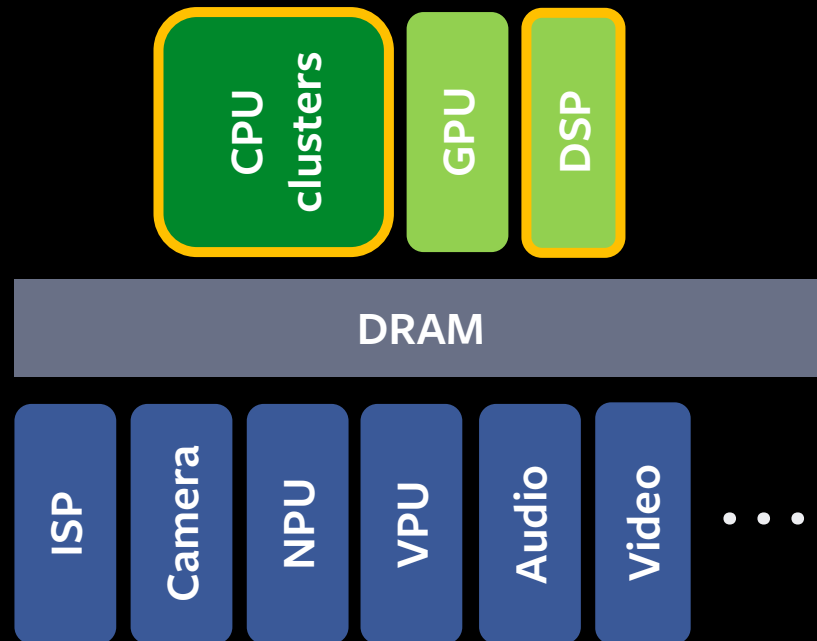 CPU
clusters
GPU
DSP
DRAM
ISP
Camera
NPU
VPU
Audio
Video
...